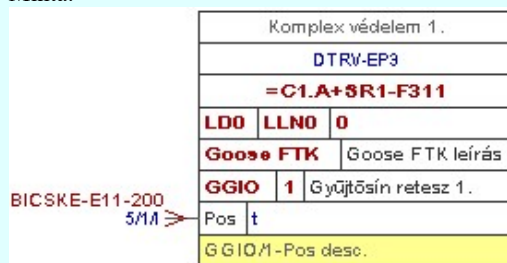 Komplex védelem 1.
DTRV-EP3
=C1.A+SR1-F311
LD0 LLN0 0
Goose FTK Goose FTK leírás
GGIO 1 Gyűjtősín retesz 1.
BICSKE-E11-200
5/1/I Pos t
GGIO/1-Pos desc.